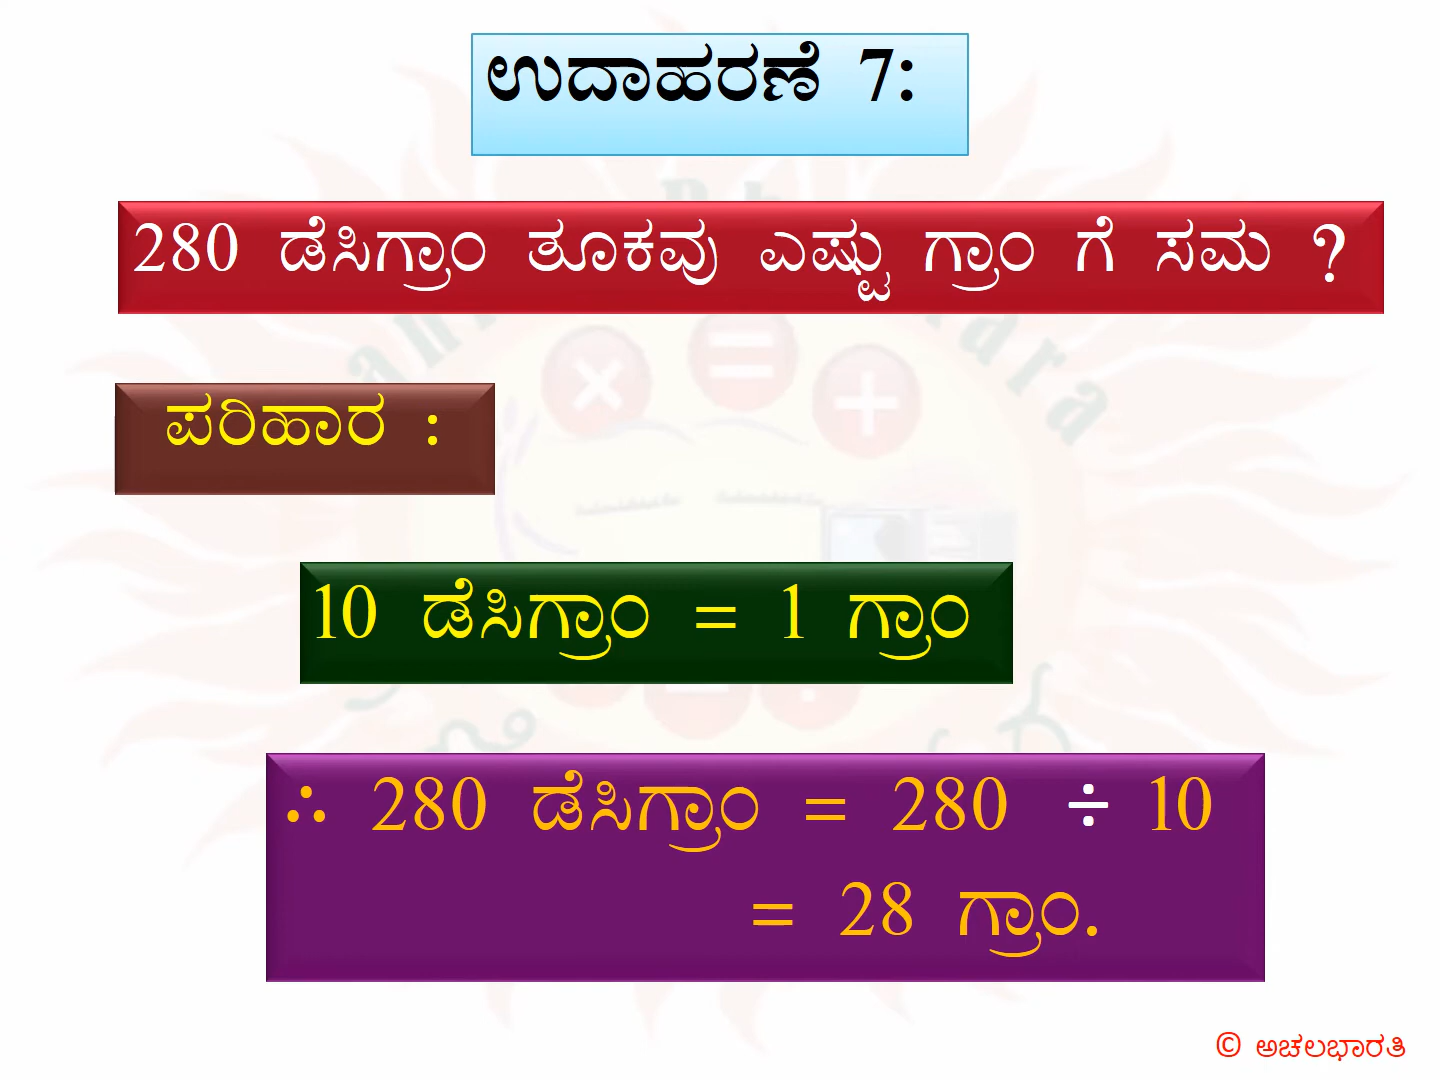 ಉದಾಹರಣೆ 7:
280 ಡೆಸಿಗ್ರಾಂ ತೂಕವು ಎಷ್ಟು ಗ್ರಾಂ ಗೆ ಸಮ ?
ಪರಿಹಾರ :
10 ಡೆಸಿಗ್ರಾಂ = 1 ಗ್ರಾಂ
∴ 280 ಡೆಸಿಗ್ರಾಂ = 280 ÷ 10
= 28 ಗ್ರಾಂ.
© ಅಚಲಭಾರತಿ